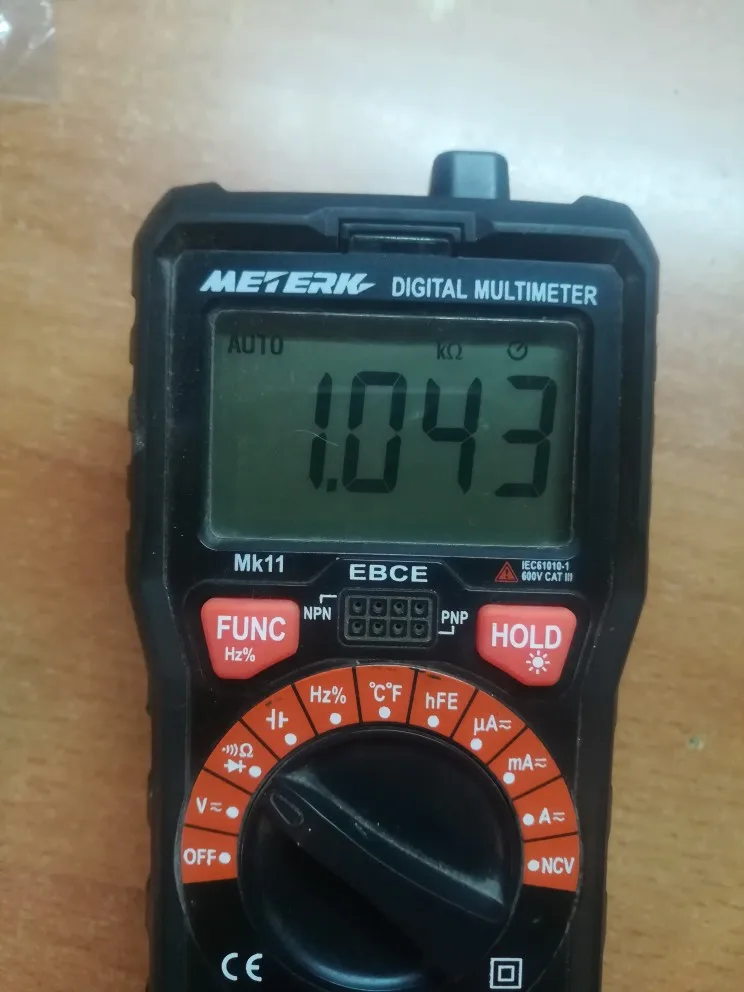 METERK DIGITAL MULTIMETER
AUTO kΩ
1.043
Mk11
EBCE
IEC61010-1
600V CAT III
NPN
PNP
FUNC
Hz%
HOLD
Hz%
°C°F
hFE
µA
Ω
mA
V
A
OFF
NCV
CE